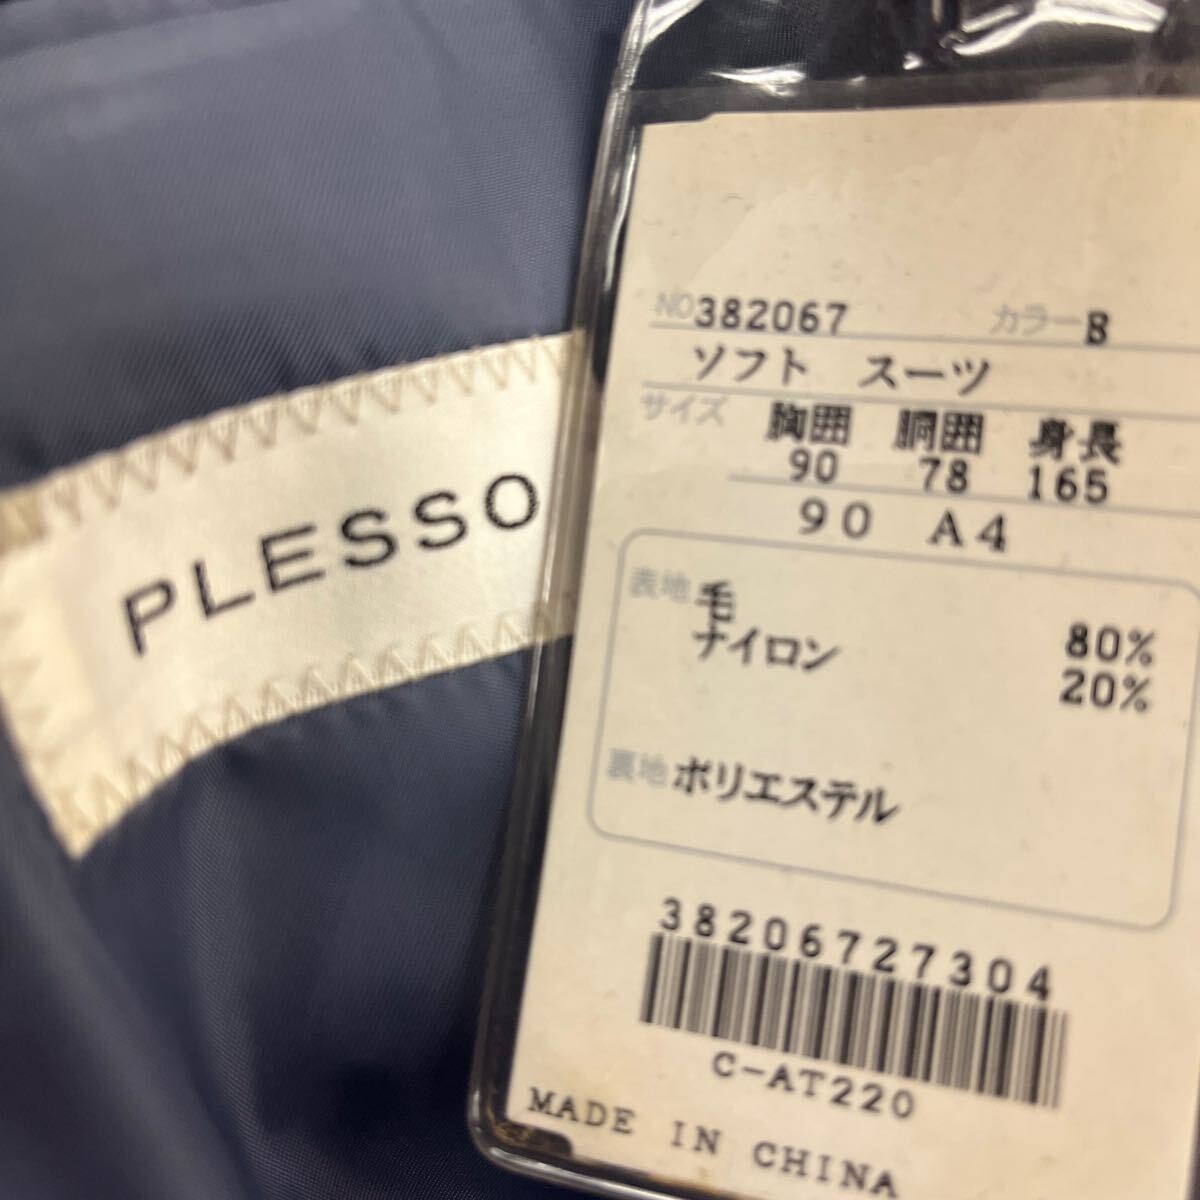 PLESSO
NO 382067 カラー B
ソフト スーツ
サイズ 胸囲 胴囲 身長
90 78 165
90 A4
表地 毛 80%
ナイロン 20%
裏地 ポリエステル
38206727304
C-AT220
MADE IN CHINA